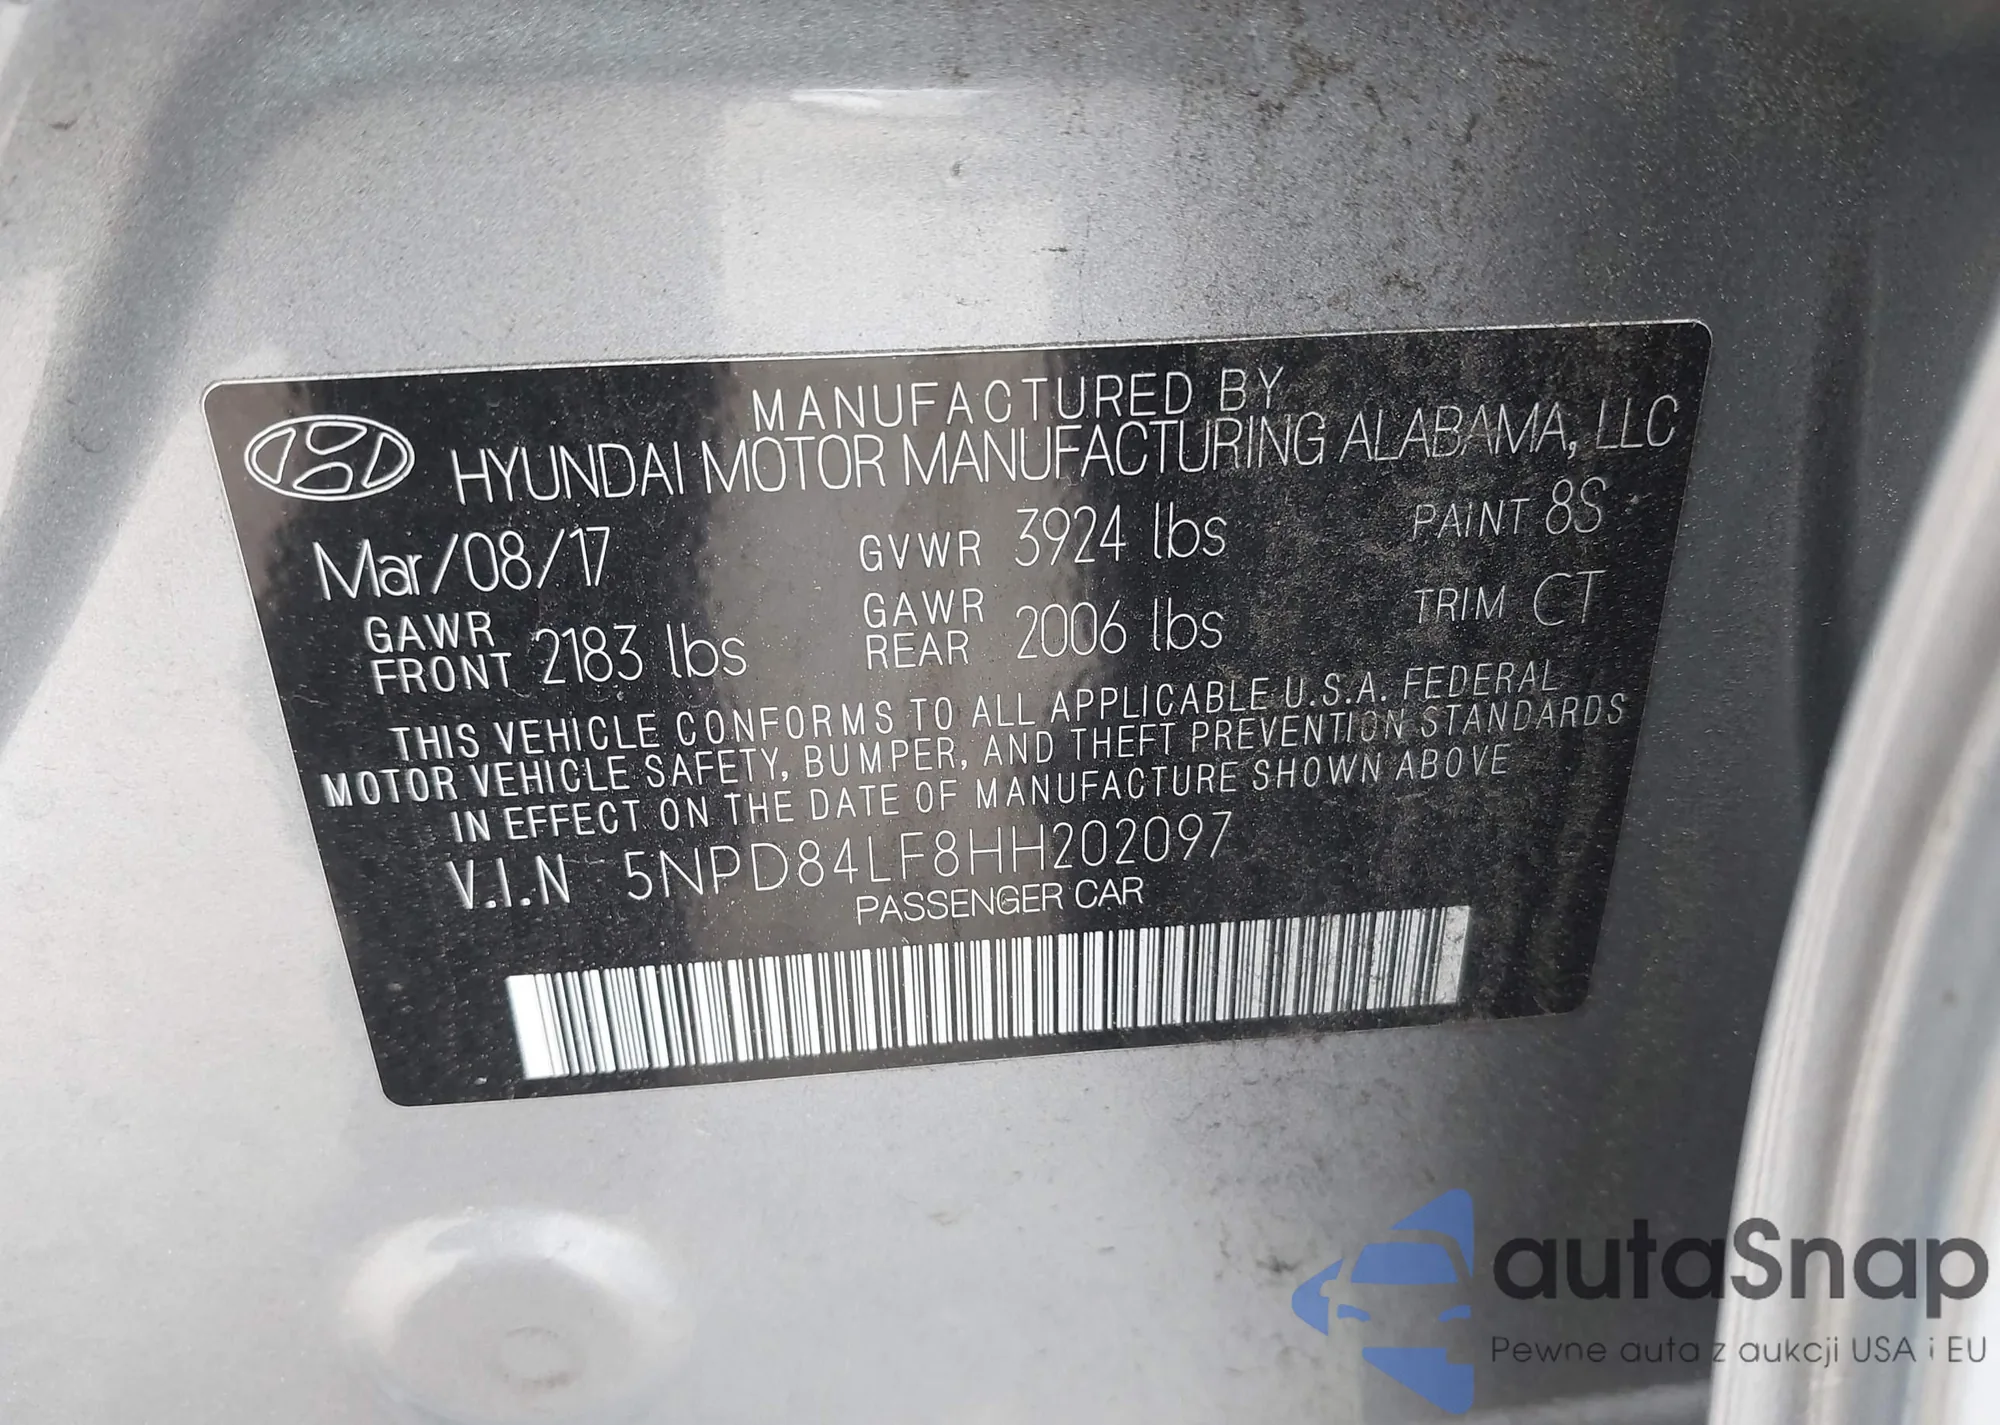 MANUFACTURED BY
HYUNDAI MOTOR MANUFACTURING ALABAMA, LLC
Mar/08/17 GVWR 3924 lbs PAINT 8S
GAWR FRONT 2183 lbs GAWR REAR 2006 lbs TRIM CT
THIS VEHICLE CONFORMS TO ALL APPLICABLE U.S.A. FEDERAL
MOTOR VEHICLE SAFETY, BUMPER, AND THEFT PREVENTION STANDARDS
IN EFFECT ON THE DATE OF MANUFACTURE SHOWN ABOVE
V.I.N 5NPD84LF8HH202097
PASSENGER CAR
autaSnap
Pewne auta z aukcji USA i EU